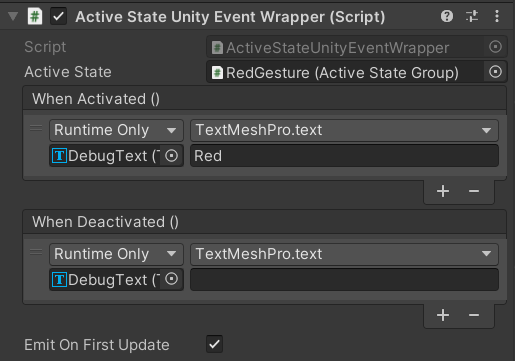 Active State Unity Event Wrapper (Script)
Script ActiveStateUnityEventWrapper
Active State RedGesture (Active State Group)
When Activated ()
Runtime Only TextMeshPro.text
DebugText (T Red
When Deactivated ()
Runtime Only TextMeshPro.text
DebugText (T
Emit On First Update